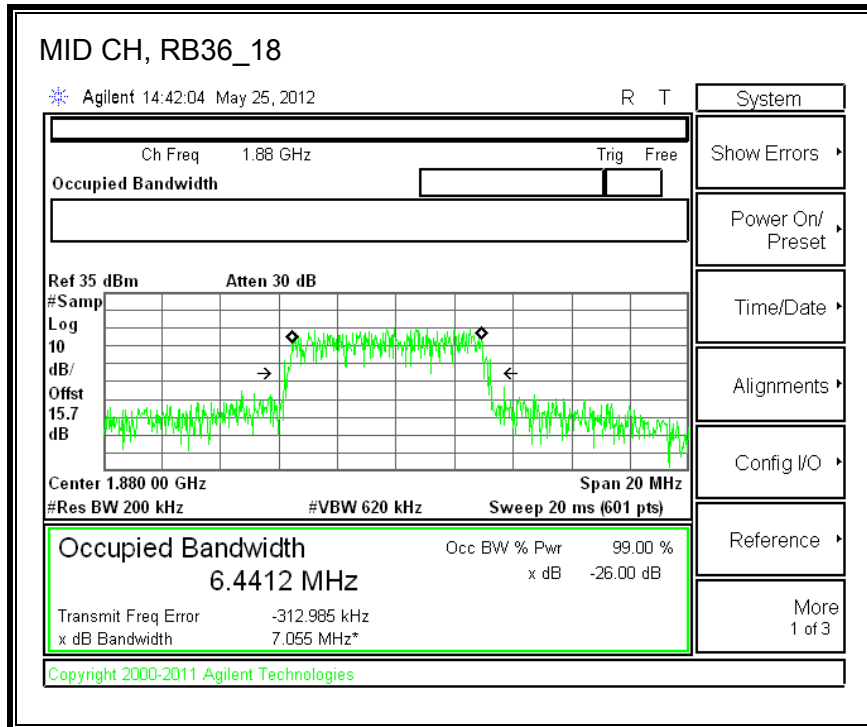 MID CH, RB36_18
Agilent 14:42:04 May 25, 2012 R T
System
Ch Freq 1.88 GHz Trig Free
Occupied Bandwidth
Show Errors
Power On/
Preset
Time/Date
Alignments
Config I/O
Reference
More
1 of 3
Ref 35 dBm Atten 30 dB
#Samp
Log
10
dB/
Offst
15.7
dB
Center 1.880 00 GHz Span 20 MHz
#Res BW 200 kHz #VBW 620 kHz Sweep 20 ms (601 pts)
Occupied Bandwidth Occ BW % Pwr 99.00 %
6.4412 MHz x dB -26.00 dB
Transmit Freq Error -312.985 kHz
x dB Bandwidth 7.055 MHz*
Copyright 2000-2011 Agilent Technologies